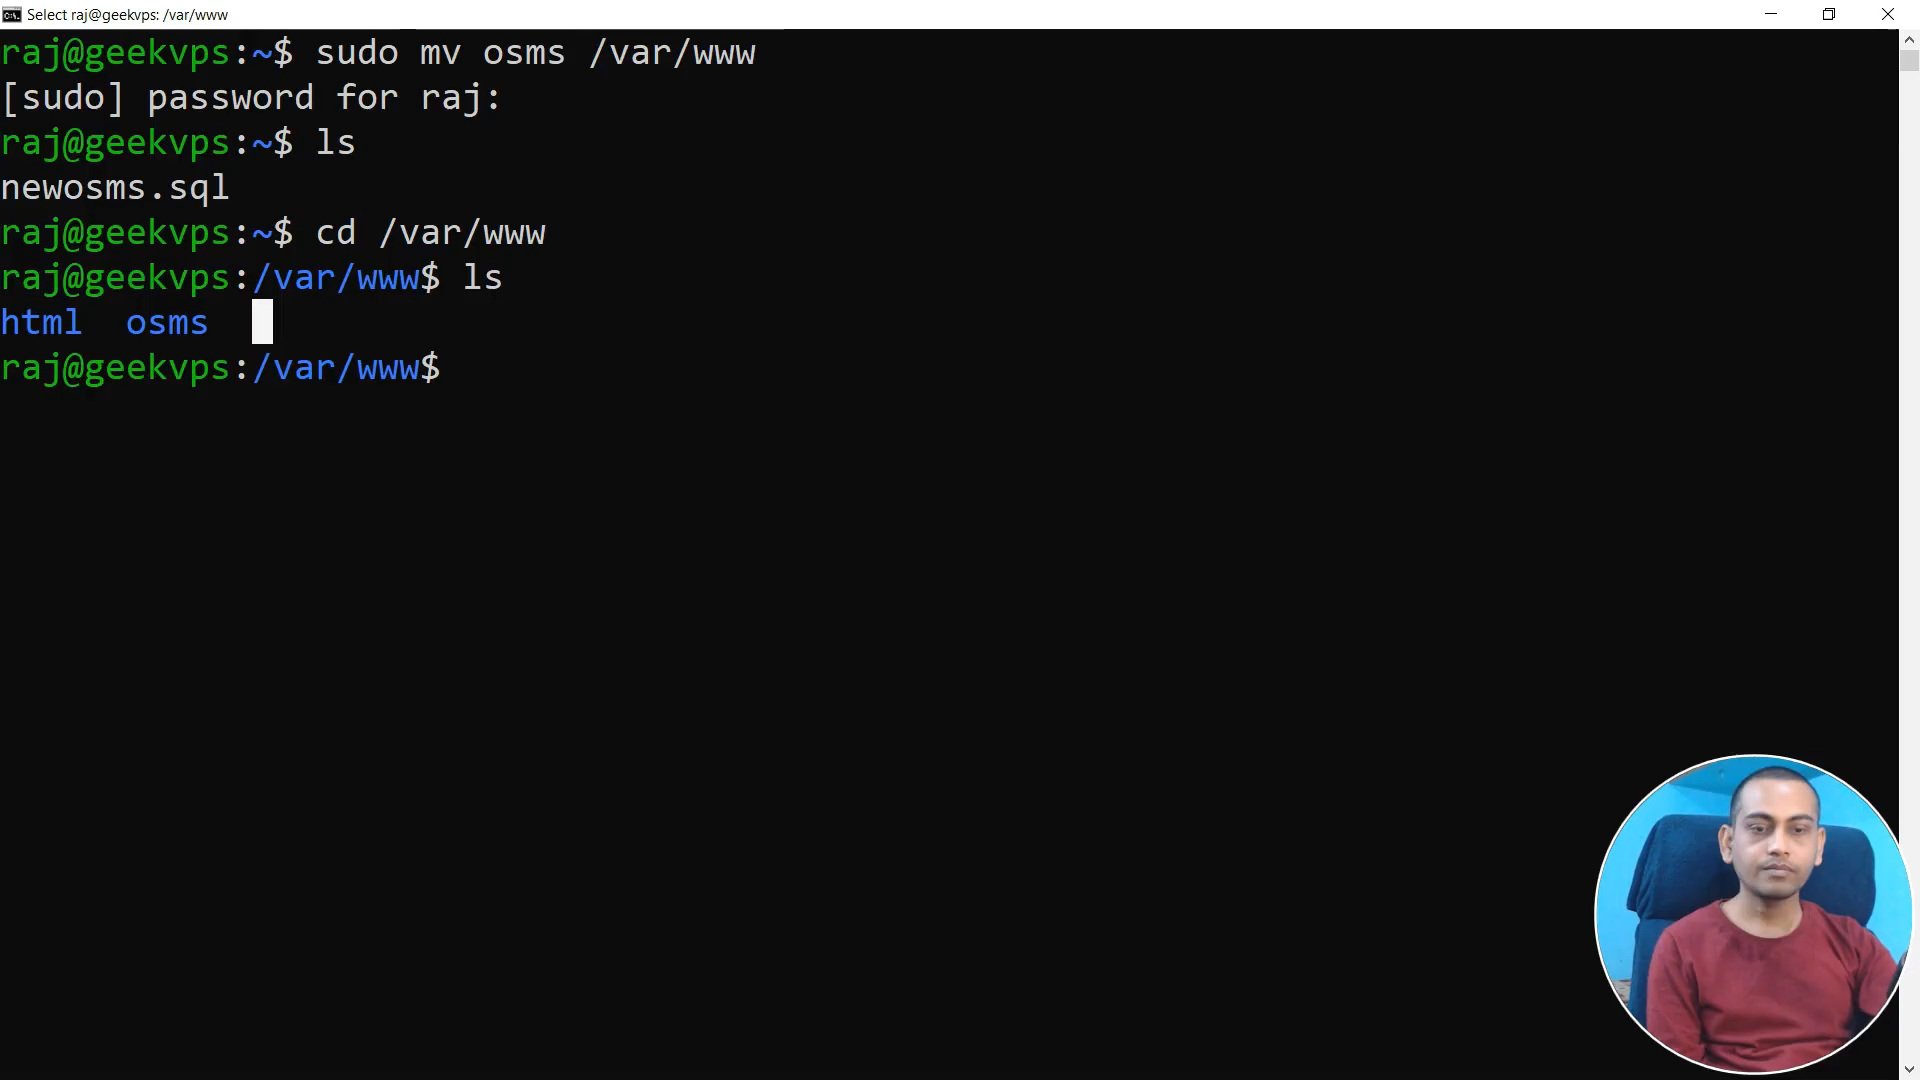 Select raj@geekvps: /var/www
raj@geekvps:~$ sudo mv osms /var/www
[sudo] password for raj:
raj@geekvps:~$ ls
newosms.sql
raj@geekvps:~$ cd /var/www
raj@geekvps:/var/www$ ls
html  osms
raj@geekvps:/var/www$